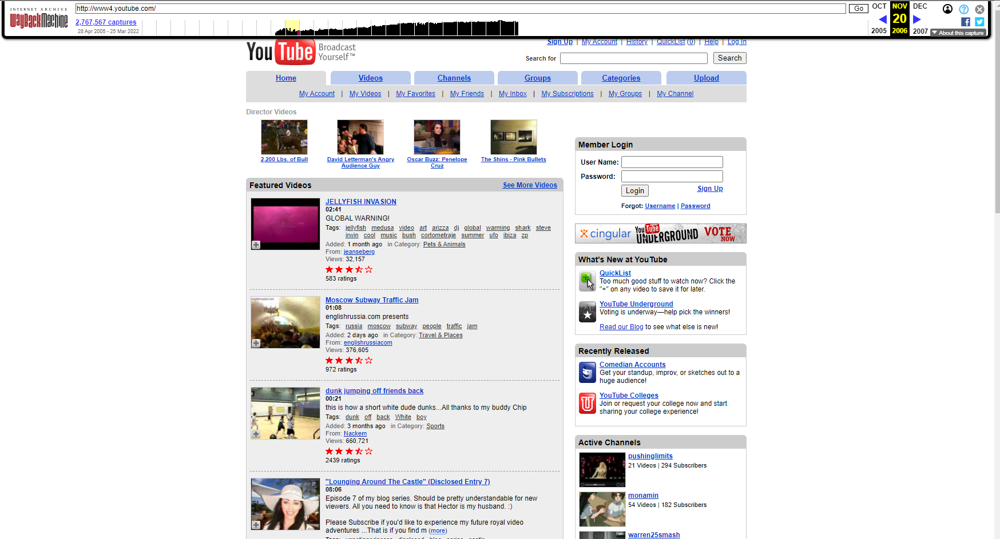 INTERNET ARCHIVE
WayBackMachine
http://www4.youtube.com/
Go
2,767,567 captures
28 Apr 2005 - 25 Mar 2022
OCT NOV DEC
20
2005 2006 2007
About this capture
You Tube Broadcast Yourself™
Sign Up | My Account | History | QuickList (0) | Help | Log In
Search for Search
Home Videos Channels Groups Categories Upload
My Account | My Videos | My Favorites | My Friends | My Inbox | My Subscriptions | My Groups | My Channel
Director Videos
2,200 Lbs. of Bull
David Letterman's Angry
Audience Guy
Oscar Buzz: Penelope
Cruz
The Shins - Pink Bullets
Featured Videos See More Videos
JELLYFISH INVASION
02:41
GLOBAL WARNING!
Tags: jellyfish medusa video art arizza dj global warming shark steve
irwin cool music bush cortometraje summer ufo ibiza zp
Added: 1 month ago in Category: Pets & Animals
From: jeanseberg
Views: 32,157
583 ratings
englishrussia.com
Moscow Subway Traffic Jam
01:08
englishrussia.com presents
Tags: russia moscow subway people traffic jam
Added: 2 days ago in Category: Travel & Places
From: englishrussiacom
Views: 376,605
972 ratings
dunk jumping off friends back
00:21
this is how a short white dude dunks...All thanks to my buddy Chip
Tags: dunk off back White boy
Added: 3 months ago in Category: Sports
From: Nackem
Views: 660,721
2439 ratings
"Lounging Around The Castle" (Disclosed Entry 7)
08:06
Episode 7 of my blog series. Should be pretty understandable for new
viewers. All you need to know is that Hector is my husband. :)
Please Subscribe if you'd like to experience my future royal video
adventures ...That is if you find m (more)
Tags: venetianprincess disclosed blog series castle
Member Login
User Name:
Password:
Login Sign Up
Forgot: Username | Password
cingular You Tube UNDERGROUND VOTE NOW
What's New at YouTube
QuickList
Too much good stuff to watch now? Click the
"+" on any video to save it for later.
YouTube Underground
Voting is underway—help pick the winners!
Read our Blog to see what else is new!
Recently Released
Comedian Accounts
Get your standup, improv, or sketches out to a
huge audience!
YouTube Colleges
Join or request your college now and start
sharing your college experience!
Active Channels
pushinglimits
21 Videos | 294 Subscribers
monamin
54 Videos | 182 Subscribers
warren25smash